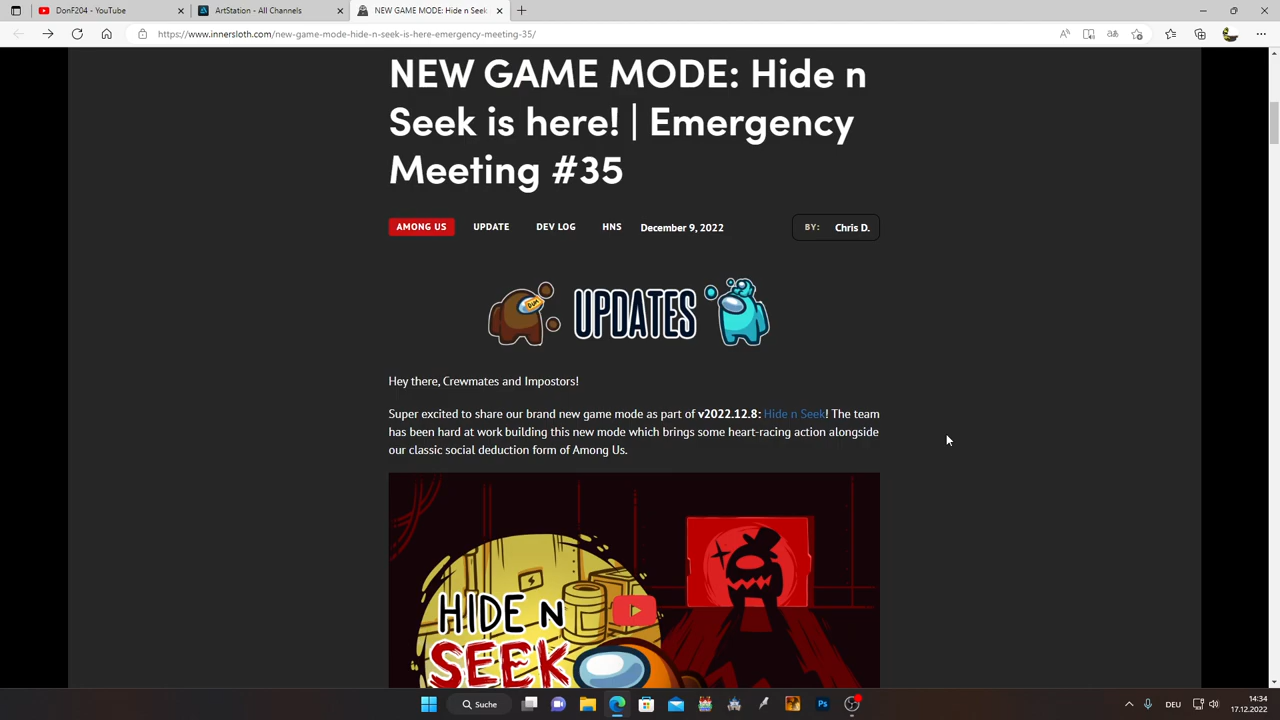 DonF204 - YouTube
ArtStation - All Channels
NEW GAME MODE: Hide n Seek
https://www.innersloth.com/new-game-mode-hide-n-seek-is-here-emergency-meeting-35/
NEW GAME MODE: Hide n
Seek is here! | Emergency
Meeting #35
AMONG US UPDATE DEV LOG HNS December 9, 2022 BY: Chris D.
DUM
UPDATES
Hey there, Crewmates and Impostors!
Super excited to share our brand new game mode as part of v2022.12.8: Hide n Seek! The team
has been hard at work building this new mode which brings some heart-racing action alongside
our classic social deduction form of Among Us.
HIDE N
SEEK
Suche
Ps
DEU
14:34
17.12.2022